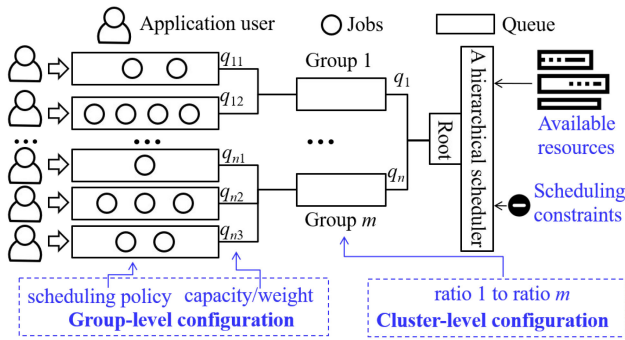 Application user
Jobs
Queue
q11
Group 1
q1
q12
...
...
Root
A hierarchical scheduler
Available
resources
qn1
qn
qn2
Group m
Scheduling
constraints
qn3
scheduling policy
capacity/weight
Group-level configuration
ratio 1 to ratio m
Cluster-level configuration